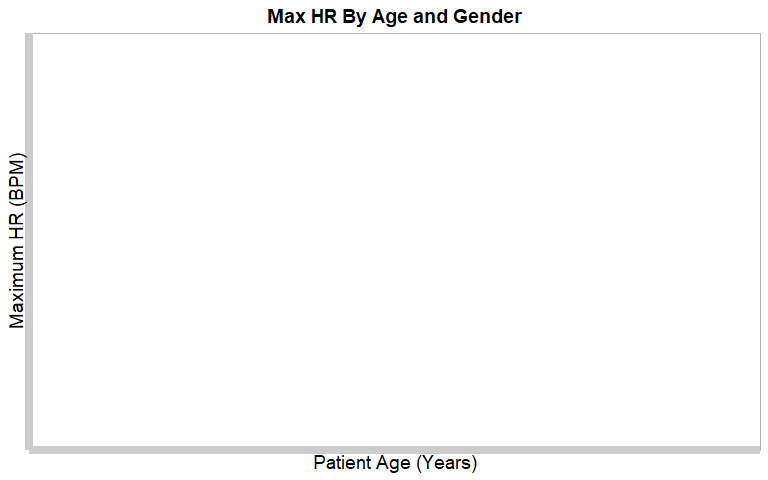 Max HR By Age and Gender
Maximum HR (BPM)
Patient Age (Years)